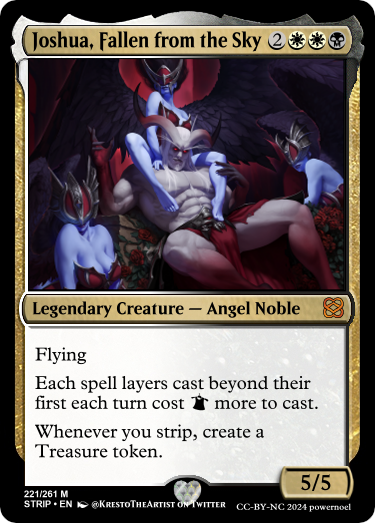 Joshua, Fallen from the Sky 2
Legendary Creature — Angel Noble
Flying
Each spell layers cast beyond their
first each turn cost more to cast.
Whenever you strip, create a
Treasure token.
5/5
221/261 M
STRIP • EN @KrestoTheArtist on Twitter
CC-BY-NC 2024 powernoel